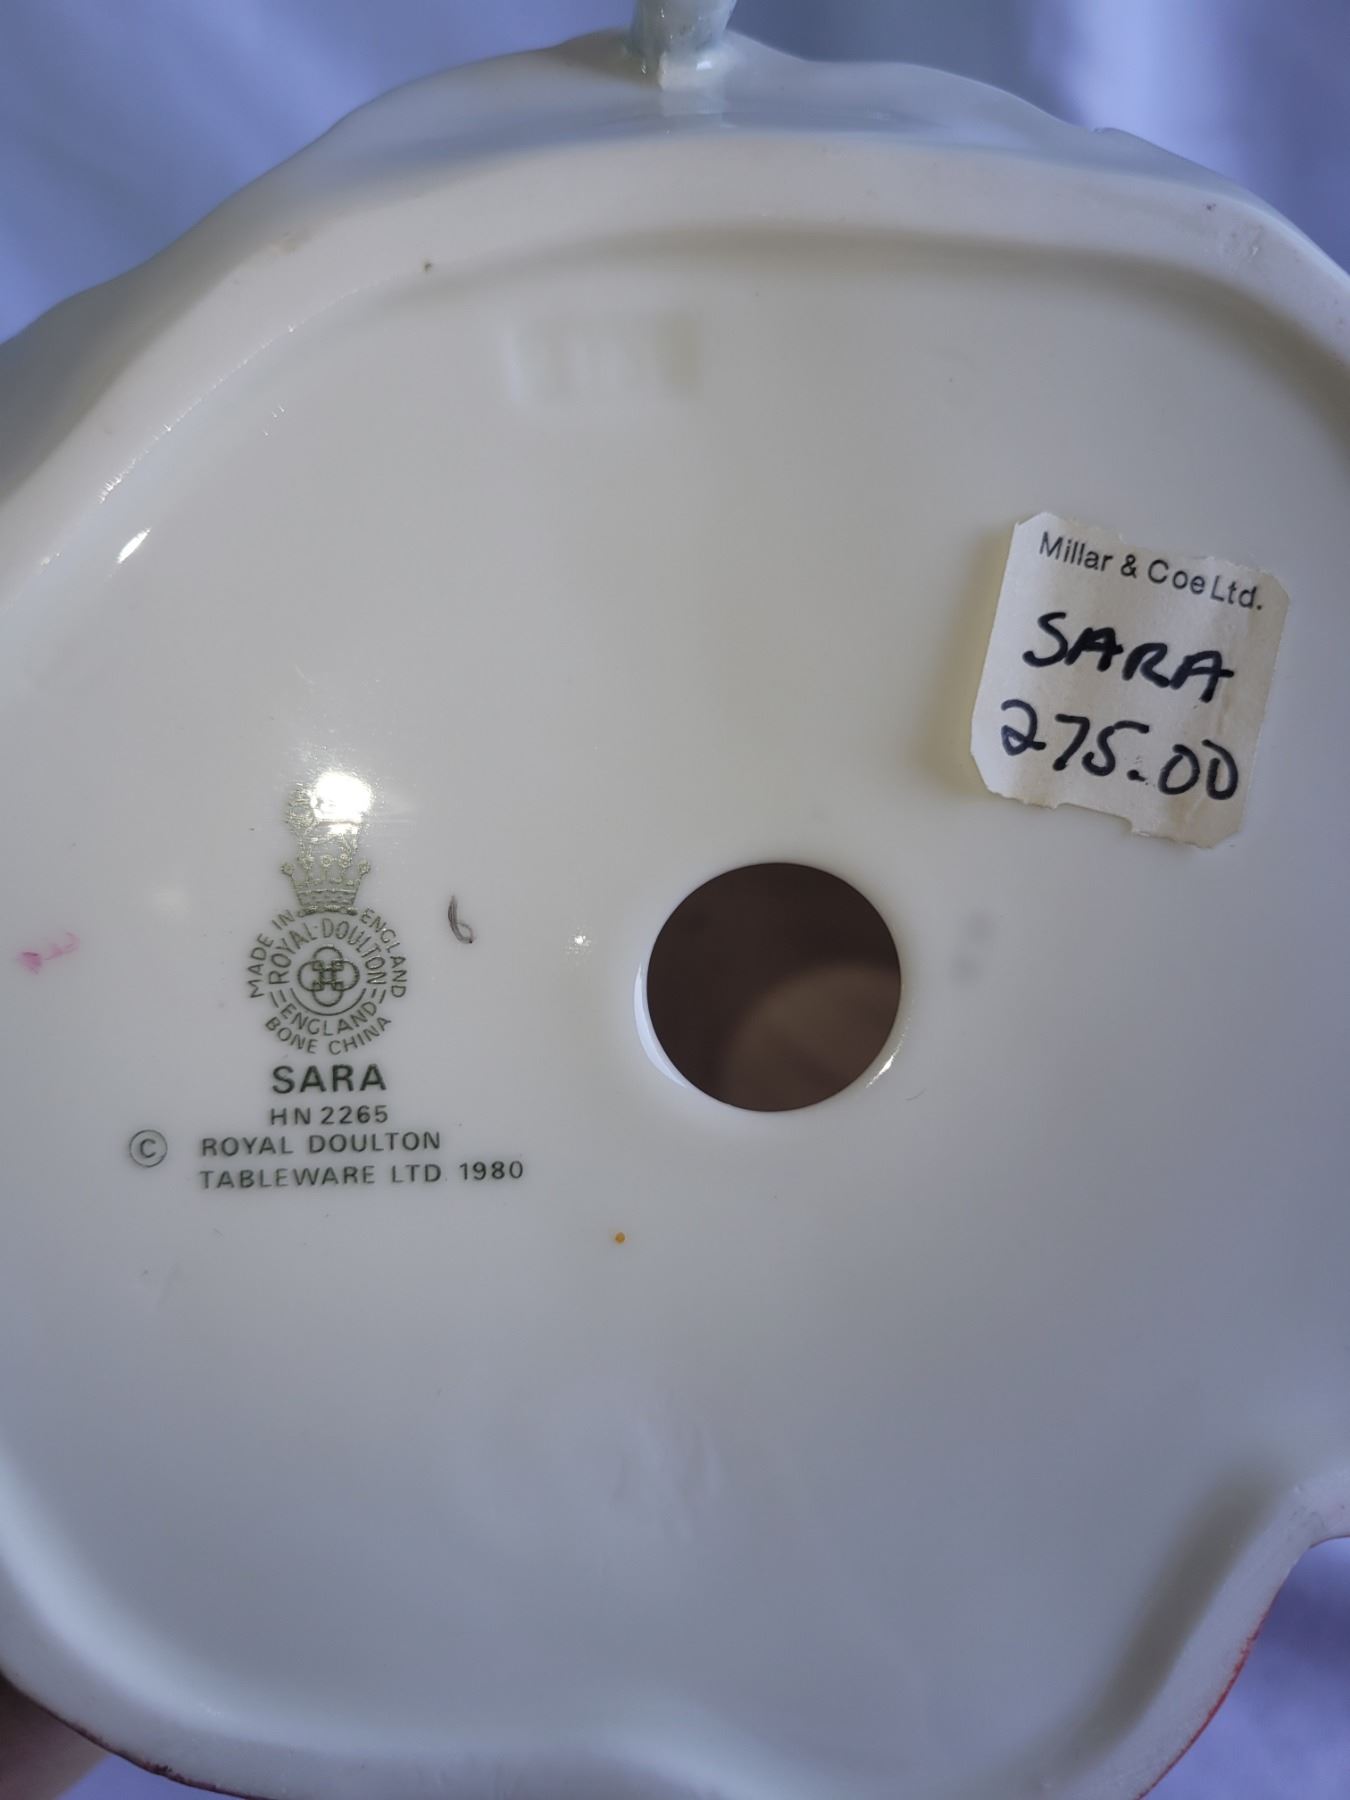 Millar & Coe Ltd.
SARA
275.00
MADE IN ENGLAND
ROYAL·DOULTON
ENGLAND
BONE CHINA
SARA
HN 2265
© ROYAL DOULTON
TABLEWARE LTD. 1980